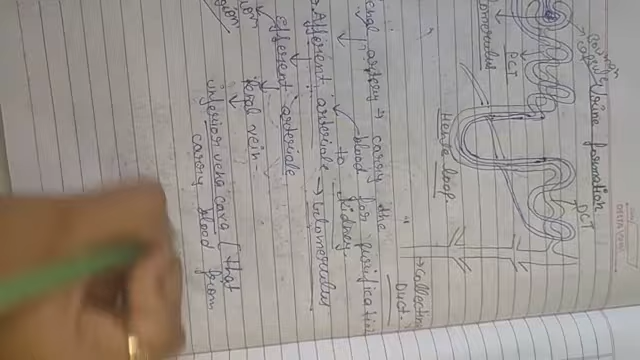 Urine formation
Bowman
capsule
PCT
Glomerulus
DCT
Henle loop
→ Collecting
Duct.
Renal artery → carry the
blood for purification
to kidney.
Afferent arteriole → Glomerulus
Efferent arteriole
Renal vein -
inferior vena cava [ that
carry blood from